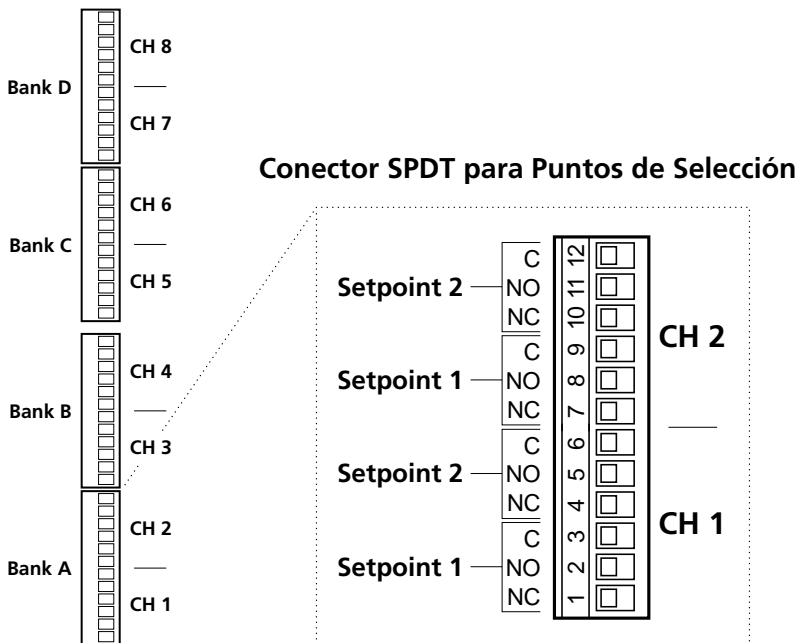 CH 8
Bank D
CH 7
CH 6
Bank C
CH 5
CH 4
Bank B
CH 3
CH 2
Bank A
CH 1
Conector SPDT para Puntos de Selección
Setpoint 2
C 12
NO 11
NC 10
Setpoint 1
C 9
NO 8
NC 7
CH 2
Setpoint 2
C 6
NO 5
NC 4
Setpoint 1
C 3
NO 2
NC 1
CH 1